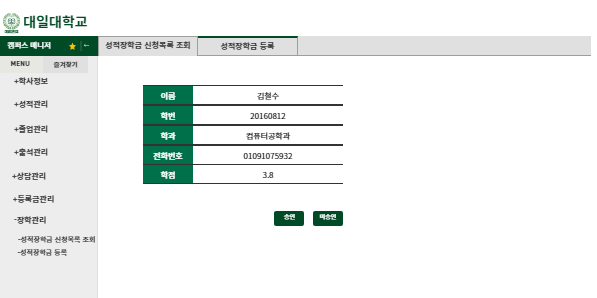 대일대학교
캠퍼스 매니저
성적장학금 신청목록 조회
성적장학금 등록
MENU
즐겨찾기
+학사정보
+성적관리
+졸업관리
+출석관리
+상담관리
+등록금관리
-장학관리
-성적장학금 신청목록 조회
-성적장학금 등록
이름 김철수
학번 20160812
학과 컴퓨터공학과
전화번호 01091075932
학점 3.8
승인
미승인